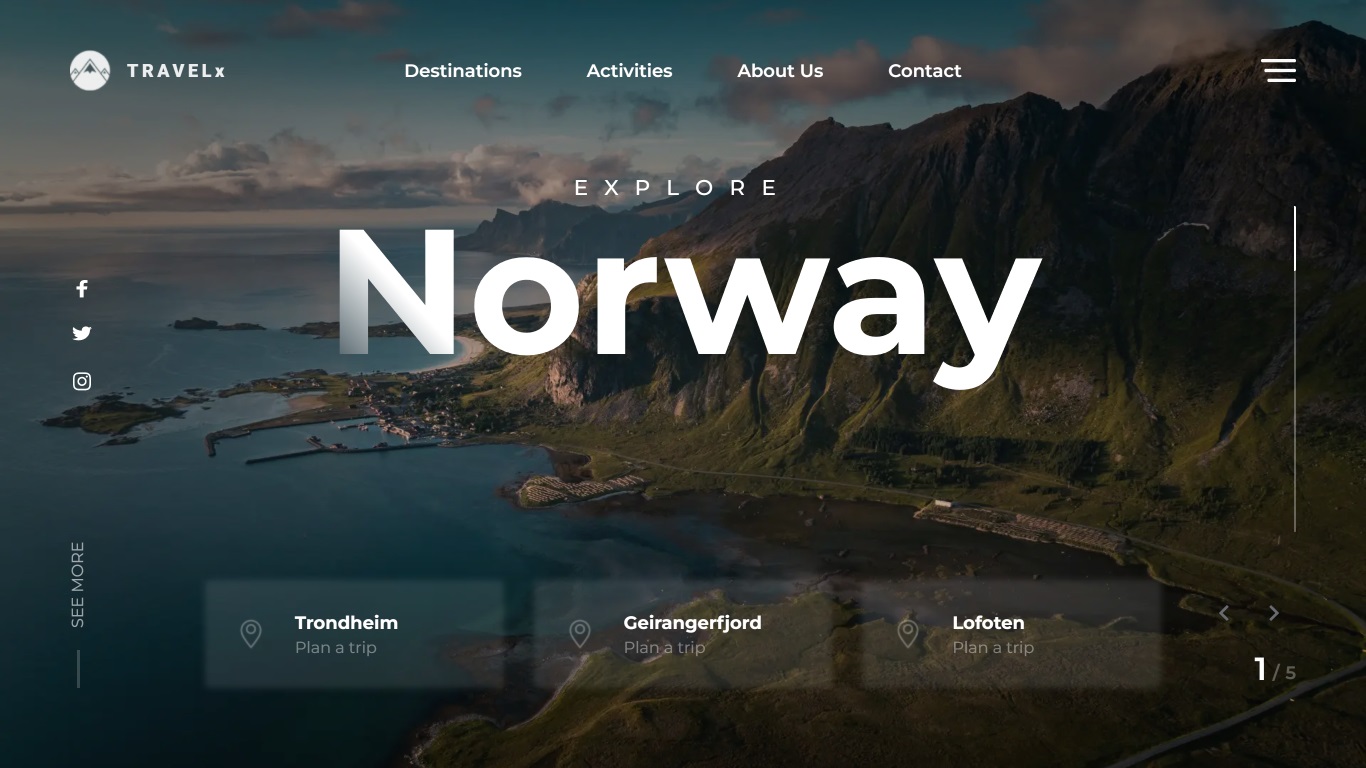 TRAVELx
Destinations
Activities
About Us
Contact
EXPLORE
Norway
SEE MORE
Trondheim
Plan a trip
Geirangerfjord
Plan a trip
Lofoten
Plan a trip
1 / 5